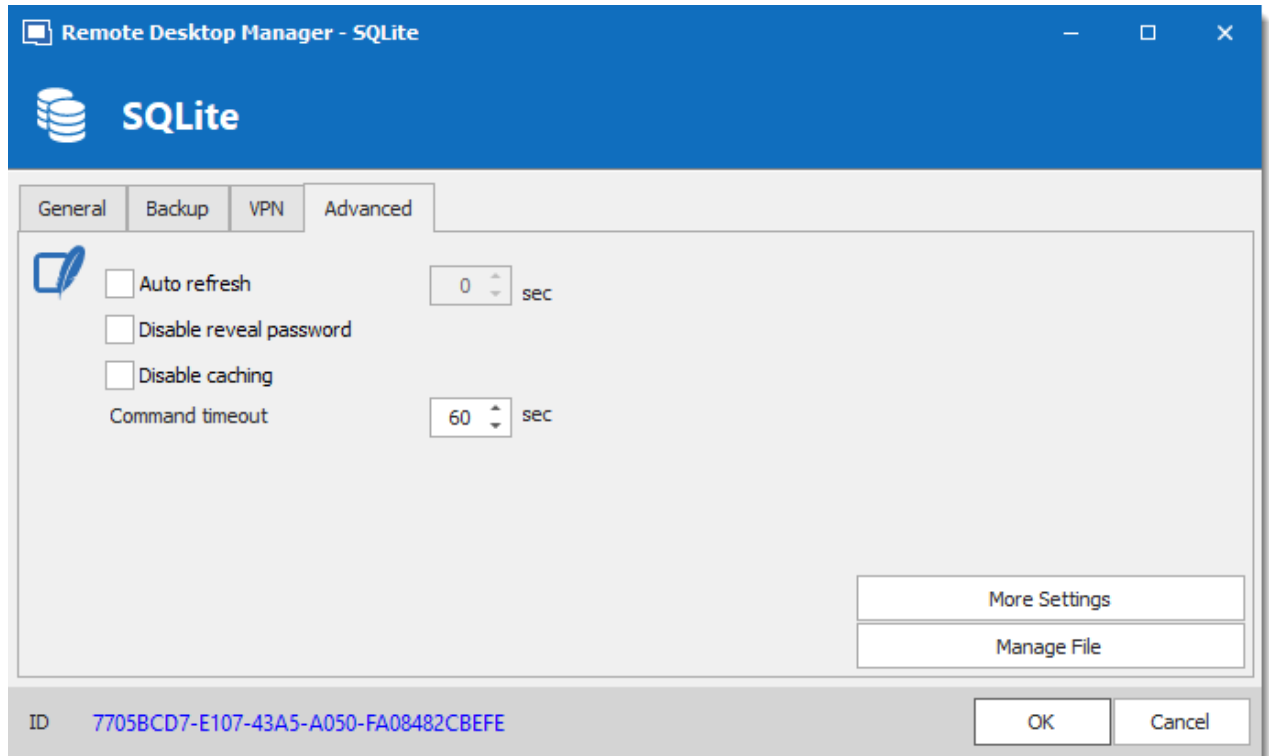 Remote Desktop Manager - SQLite
SQLite
General Backup VPN Advanced
Auto refresh 0 sec
Disable reveal password
Disable caching
Command timeout 60 sec
More Settings
Manage File
ID 7705BCD7-E107-43A5-A050-FA08482CBEFE OK Cancel